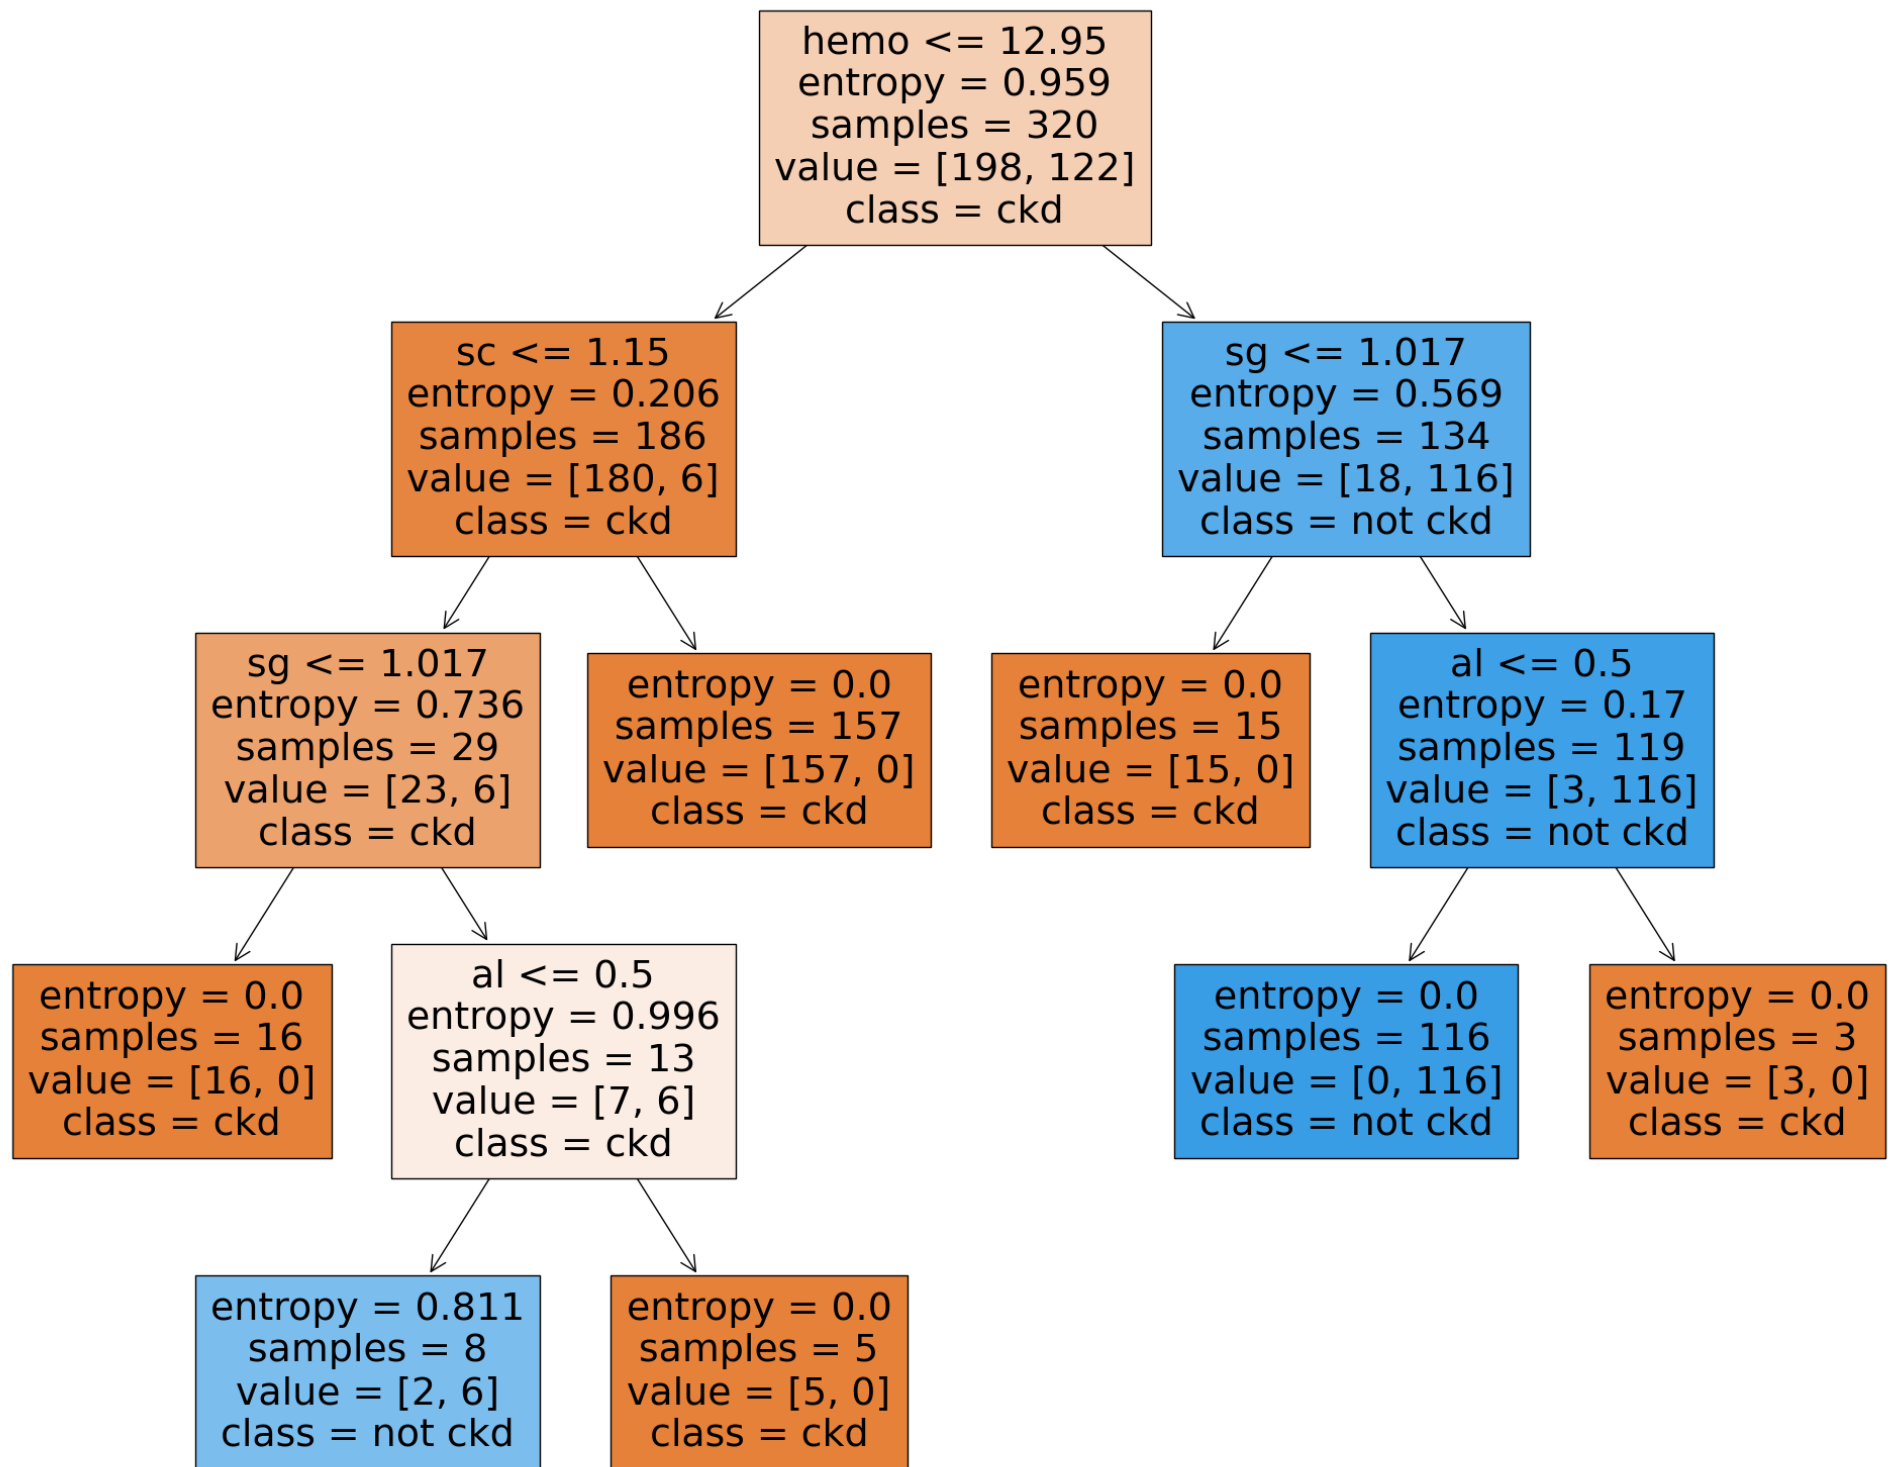 hemo <= 12.95
entropy = 0.959
samples = 320
value = [198, 122]
class = ckd
sc <= 1.15
entropy = 0.206
samples = 186
value = [180, 6]
class = ckd
sg <= 1.017
entropy = 0.569
samples = 134
value = [18, 116]
class = not ckd
sg <= 1.017
entropy = 0.736
samples = 29
value = [23, 6]
class = ckd
entropy = 0.0
samples = 157
value = [157, 0]
class = ckd
entropy = 0.0
samples = 15
value = [15, 0]
class = ckd
al <= 0.5
entropy = 0.17
samples = 119
value = [3, 116]
class = not ckd
entropy = 0.0
samples = 16
value = [16, 0]
class = ckd
al <= 0.5
entropy = 0.996
samples = 13
value = [7, 6]
class = ckd
entropy = 0.0
samples = 116
value = [0, 116]
class = not ckd
entropy = 0.0
samples = 3
value = [3, 0]
class = ckd
entropy = 0.811
samples = 8
value = [2, 6]
class = not ckd
entropy = 0.0
samples = 5
value = [5, 0]
class = ckd